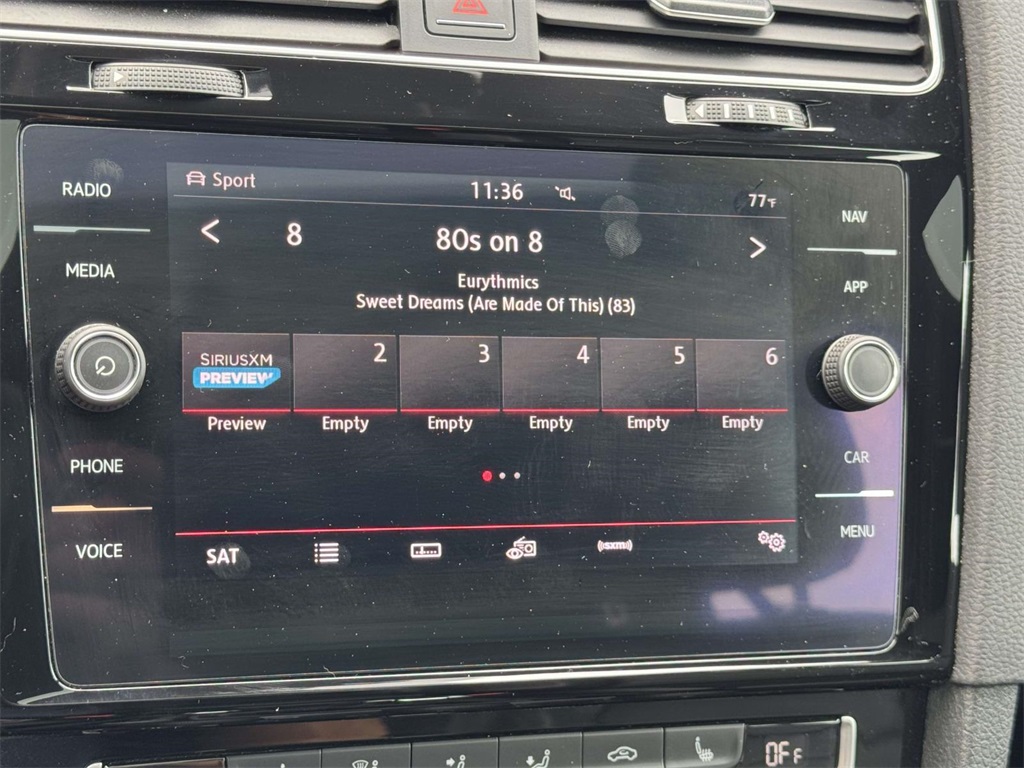 RADIO
Sport
11:36
77°F
NAV
8
80s on 8
MEDIA
APP
Eurythmics
Sweet Dreams (Are Made Of This) (83)
SIRIUSXM
PREVIEW
2
3
4
5
6
Preview
Empty
Empty
Empty
Empty
Empty
PHONE
CAR
VOICE
SAT
MENU
OFF